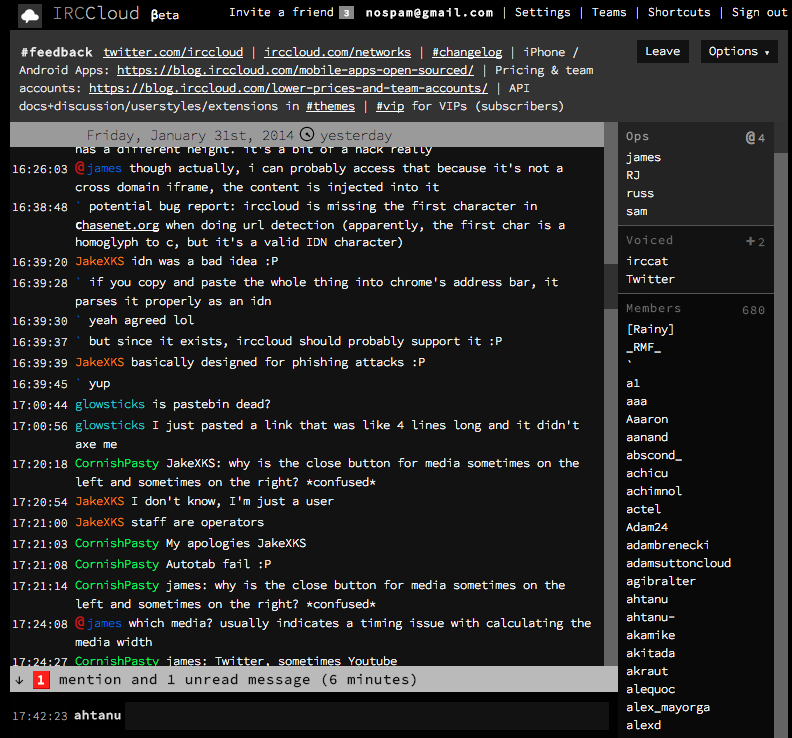 IRCCloud βeta
Invite a friend 3 nospam@gmail.com | Settings | Teams | Shortcuts | Sign out
#feedback twitter.com/irccloud | irccloud.com/networks | #changelog | iPhone /
Android Apps: https://blog.irccloud.com/mobile-apps-open-sourced/ | Pricing & team
accounts: https://blog.irccloud.com/lower-prices-and-team-accounts/ | API
docs+discussion/userstyles/extensions in #themes | #vip for VIPs (subscribers)
Leave
Options ▾
Friday, January 31st, 2014 yesterday
has a different height. it's a bit of a hack really
16:26:03 @james though actually, i can probably access that because it's not a
cross domain iframe, the content is injected into it
16:38:48 ` potential bug report: irccloud is missing the first character in
chasenet.org when doing url detection (apparently, the first char is a
homoglyph to c, but it's a valid IDN character)
16:39:20 JakeXKS idn was a bad idea :P
16:39:28 ` if you copy and paste the whole thing into chrome's address bar, it
parses it properly as an idn
16:39:30 ` yeah agreed lol
16:39:37 ` but since it exists, irccloud should probably support it :P
16:39:39 JakeXKS basically designed for phishing attacks :P
16:39:45 ` yup
17:00:44 glowsticks is pastebin dead?
17:00:56 glowsticks I just pasted a link that was like 4 lines long and it didn't
axe me
17:20:18 CornishPasty JakeXKS: why is the close button for media sometimes on the
left and sometimes on the right? *confused*
17:20:54 JakeXKS I don't know, I'm just a user
17:21:00 JakeXKS staff are operators
17:21:03 CornishPasty My apologies JakeXKS
17:21:08 CornishPasty Autotab fail :P
17:21:14 CornishPasty james: why is the close button for media sometimes on the
left and sometimes on the right? *confused*
17:24:08 @james which media? usually indicates a timing issue with calculating the
media width
17:24:27 CornishPasty james: Twitter, sometimes Youtube
↓ 1 mention and 1 unread message (6 minutes)
17:42:23 ahtanu
Ops @4
james
RJ
russ
sam
Voiced +2
irccat
Twitter
Members 680
[Rainy]
_RMF_
`
a1
aaa
Aaaron
aanand
abscond_
achicu
achimnol
actel
Adam24
adambrenecki
adamsuttoncloud
agibralter
ahtanu
ahtanu-
akamike
akitada
akraut
alequoc
alex_mayorga
alexd